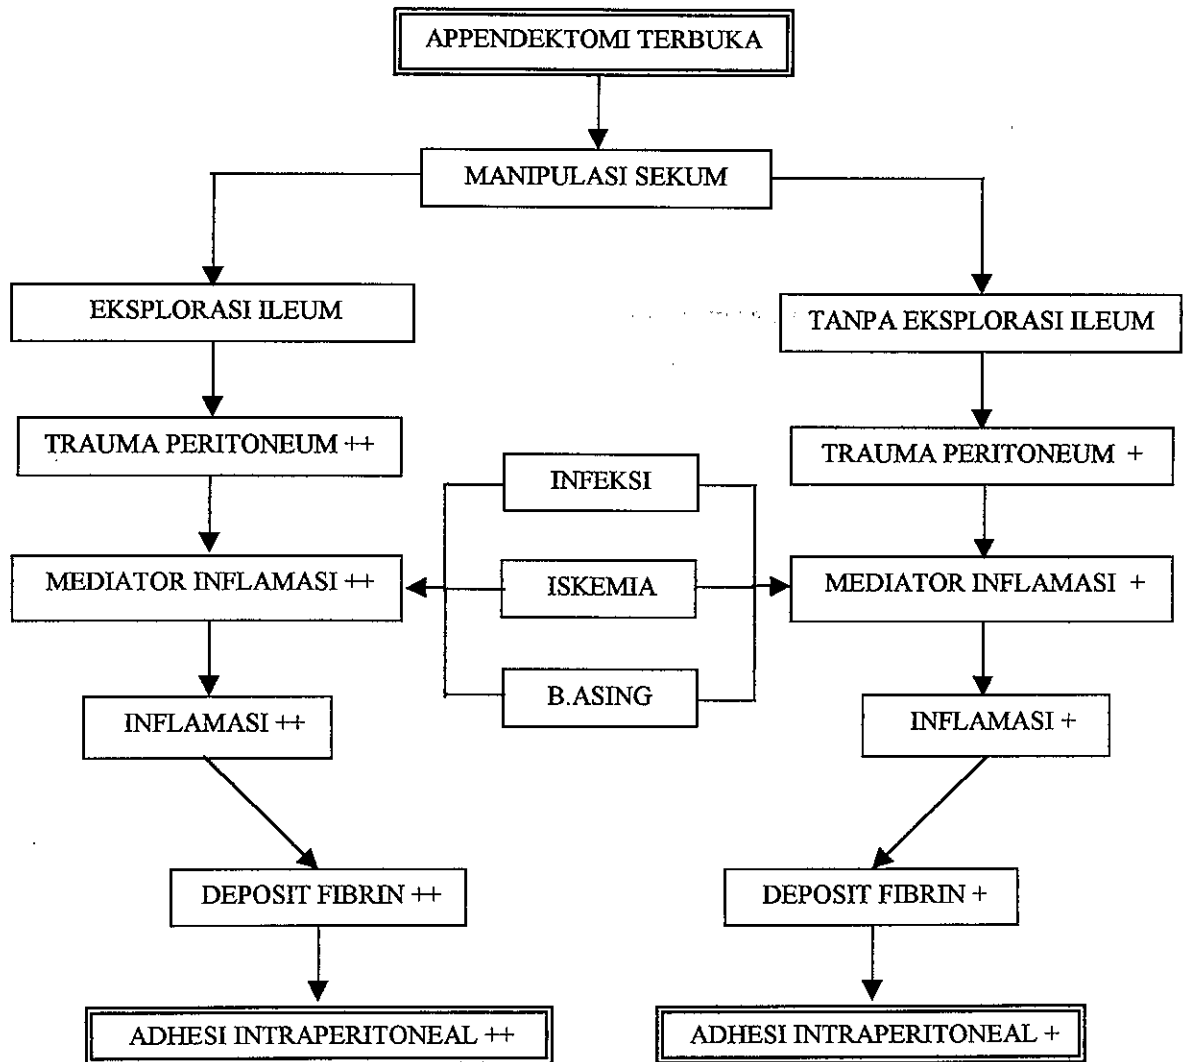 APPENDEKTOMI TERBUKA
MANIPULASI SEKUM
EKSPLORASI ILEUM
TANPA EKSPLORASI ILEUM
TRAUMA PERITONEUM ++
TRAUMA PERITONEUM +
INFEKSI
MEDIATOR INFLAMASI ++
ISKEMIA
MEDIATOR INFLAMASI +
B.ASING
INFLAMASI ++
INFLAMASI +
DEPOSIT FIBRIN ++
DEPOSIT FIBRIN +
ADHESI INTRAPERITONEAL ++
ADHESI INTRAPERITONEAL +